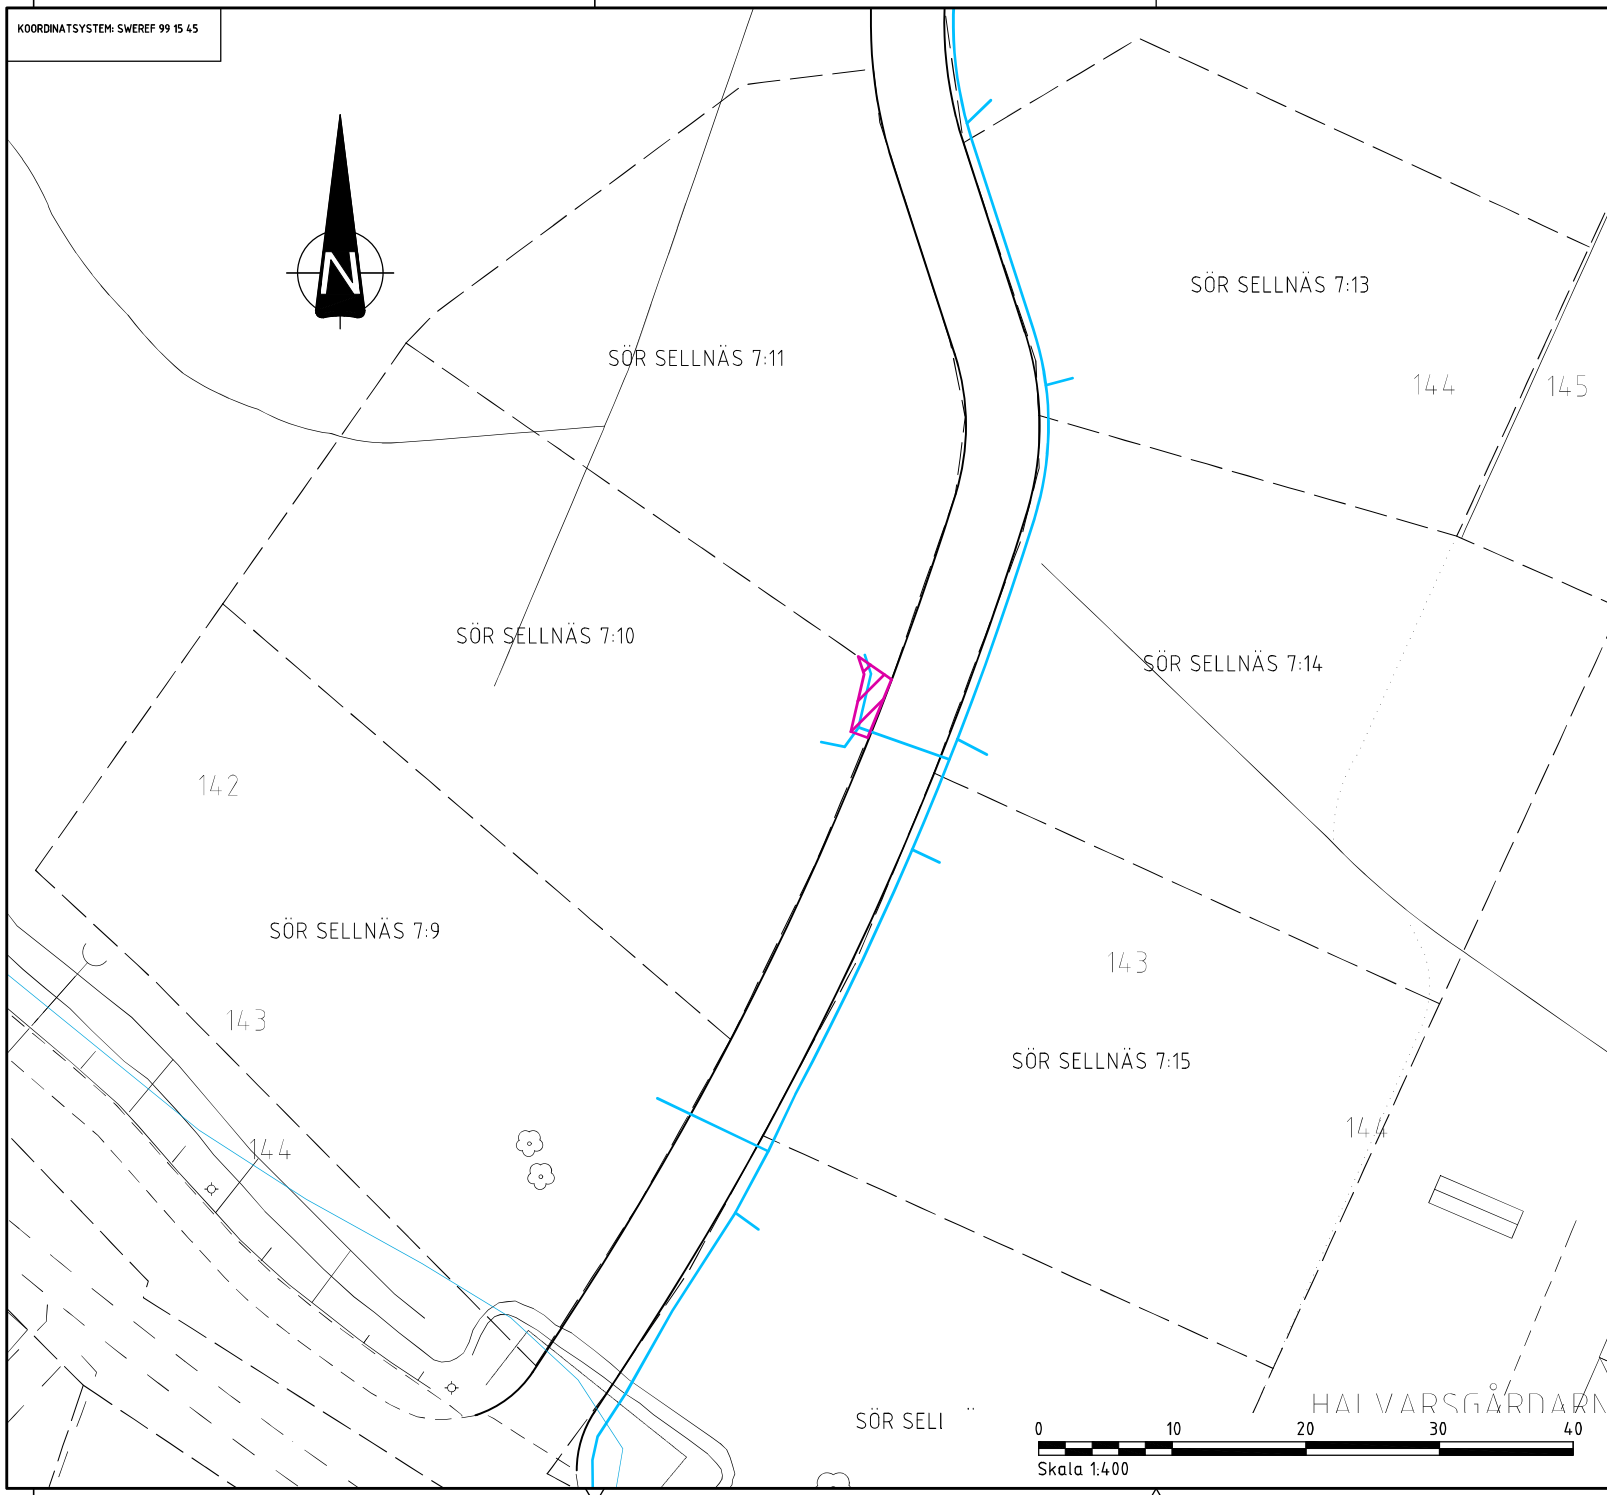 KOORDINATSYSTEM: SWEREF 99 15 45
N
SÖR SELLNÄS 7:13
SÖR SELLNÄS 7:11
144
145
SÖR SELLNÄS 7:10
SÖR SELLNÄS 7:14
142
SÖR SELLNÄS 7:9
143
143
SÖR SELLNÄS 7:15
144
144
HALVARSGÅRDARN
SÖR SELL
0 10 20 30 40
Skala 1:400